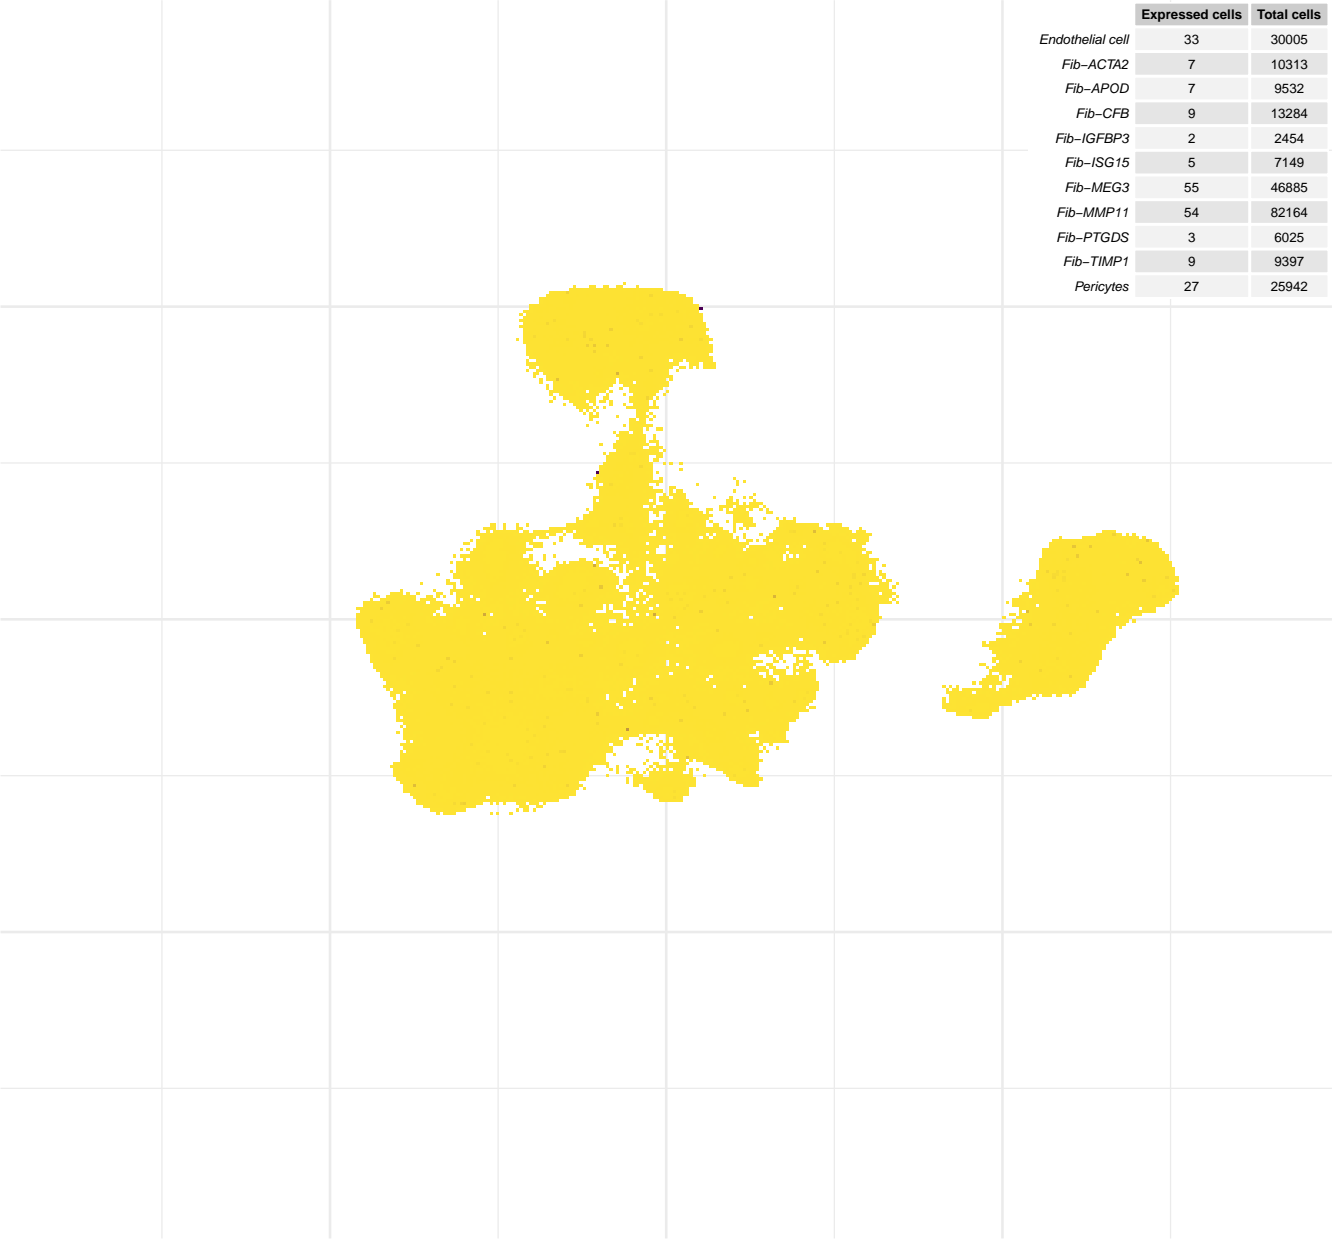 Expressed cells Total cells
Endothelial cell 33 30005
Fib−ACTA2 7 10313
Fib−APOD 7 9532
Fib−CFB 9 13284
Fib−IGFBP3 2 2454
Fib−ISG15 5 7149
Fib−MEG3 55 46885
Fib−MMP11 54 82164
Fib−PTGDS 3 6025
Fib−TIMP1 9 9397
Pericytes 27 25942